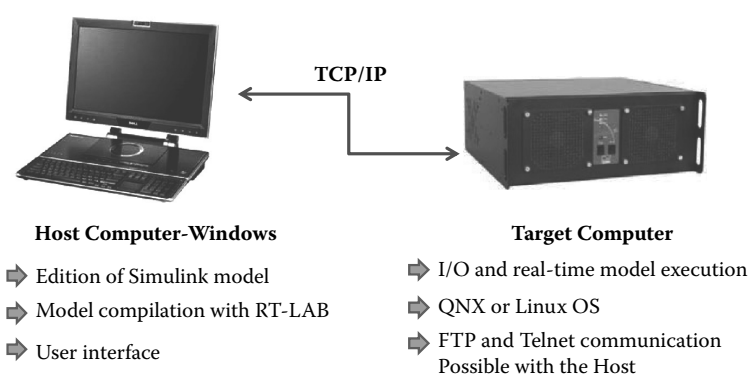 TCP/IP
Host Computer-Windows
Edition of Simulink model
Model compilation with RT-LAB
User interface
Target Computer
I/O and real-time model execution
QNX or Linux OS
FTP and Telnet communication
Possible with the Host